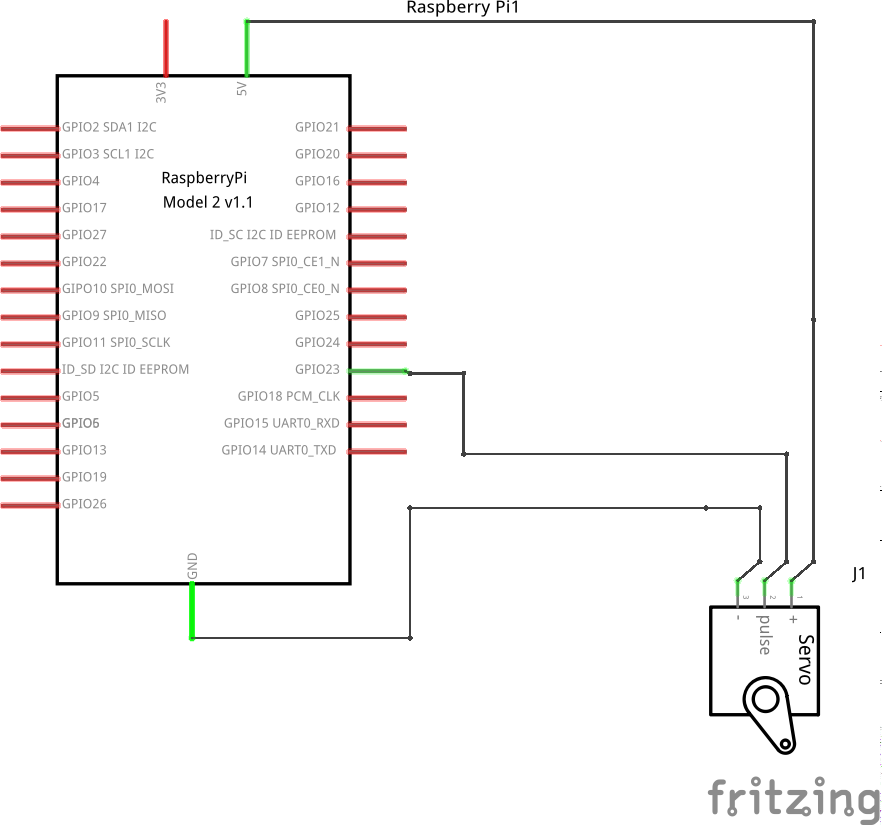 Raspberry Pi1
3V3
5V
GPIO2 SDA1 I2C
GPIO21
GPIO3 SCL1 I2C
GPIO20
GPIO4
RaspberryPi
GPIO16
GPIO17
Model 2 v1.1
GPIO12
GPIO27
ID_SC I2C ID EEPROM
GPIO22
GPIO7 SPI0_CE1_N
GIPO10 SPI0_MOSI
GPIO8 SPI0_CE0_N
GPIO9 SPI0_MISO
GPIO25
GPIO11 SPI0_SCLK
GPIO24
ID_SD I2C ID EEPROM
GPIO23
GPIO5
GPIO18 PCM_CLK
GPIO6
GPIO15 UART0_RXD
GPIO13
GPIO14 UART0_TXD
GPIO19
GPIO26
GND
J1
3
2
1
-
pulse
+
Servo
fritzing